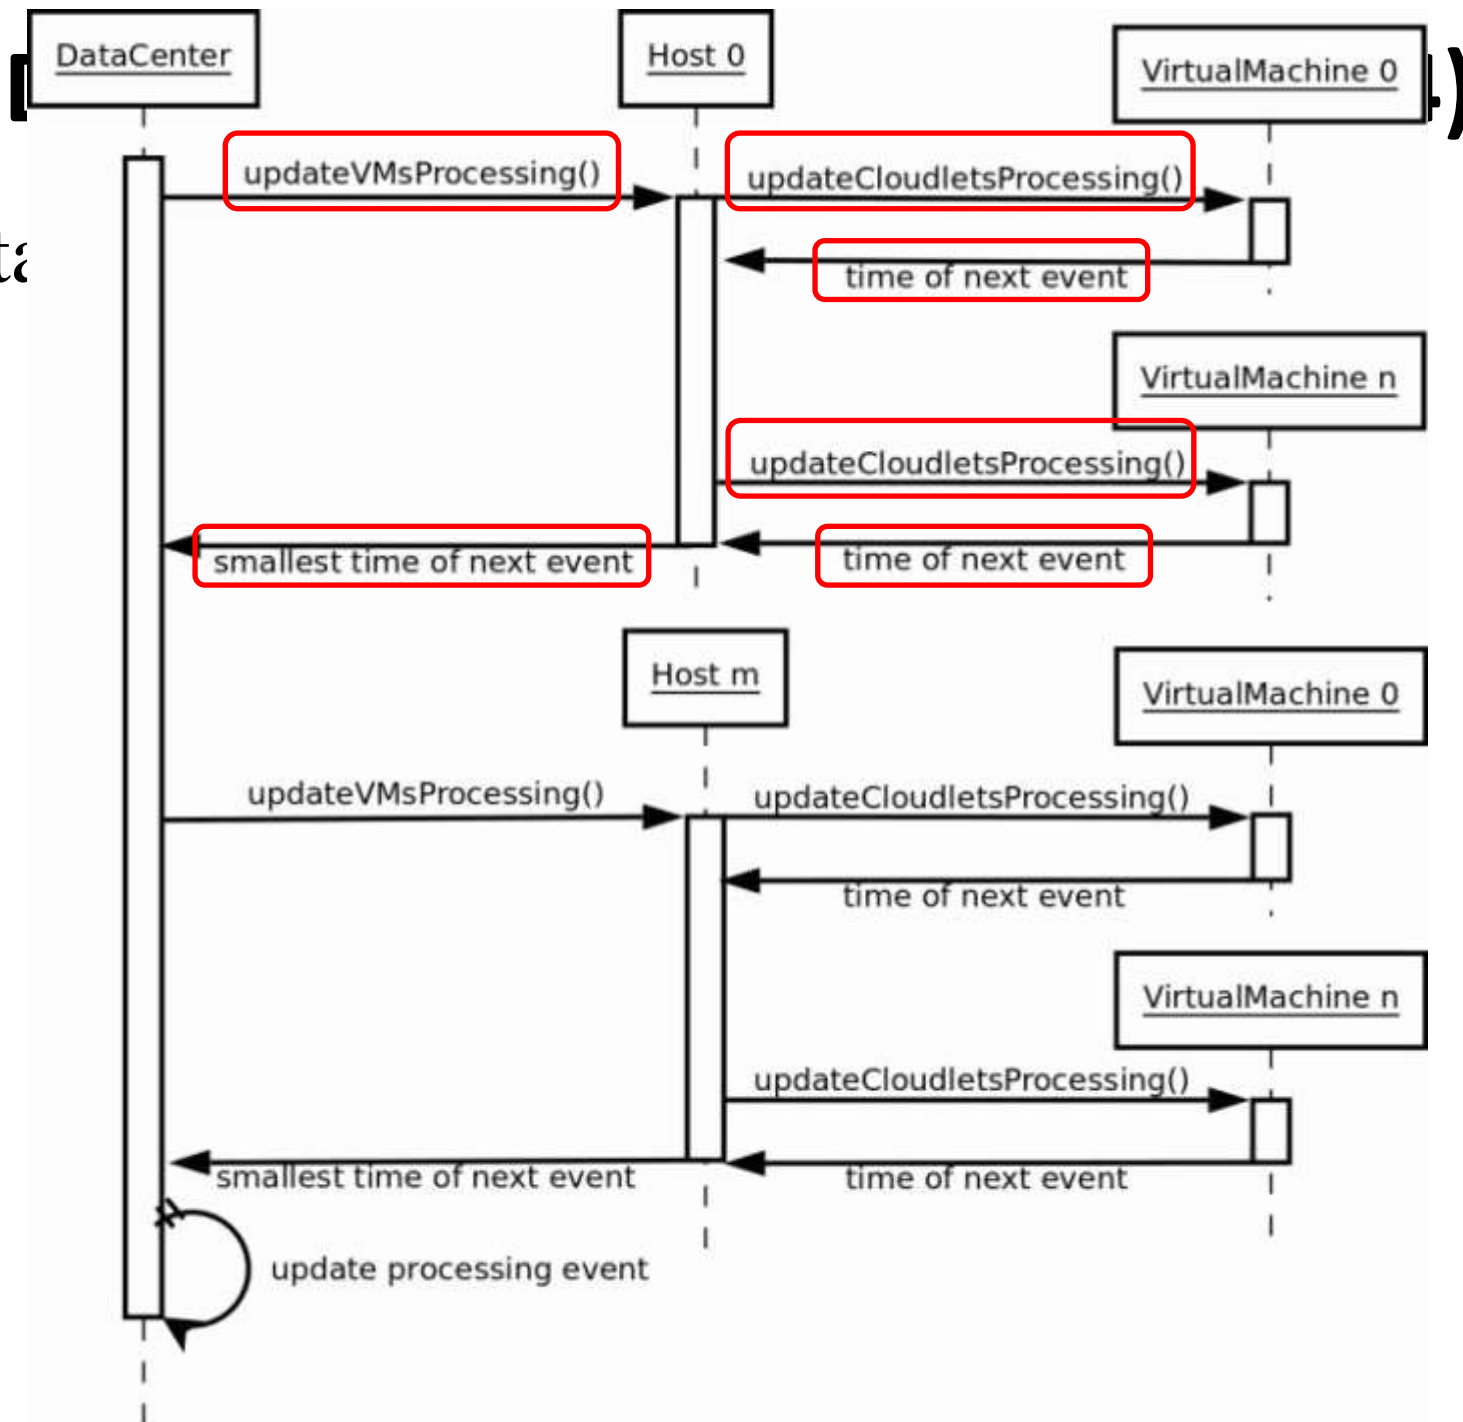 DataCenter
Host 0
VirtualMachine 0
)
updateVMsProcessing()
updateCloudletsProcessing()
ta
time of next event
VirtualMachine n
updateCloudletsProcessing()
smallest time of next event
time of next event
Host m
VirtualMachine 0
updateVMsProcessing()
updateCloudletsProcessing()
time of next event
VirtualMachine n
updateCloudletsProcessing()
smallest time of next event
time of next event
update processing event